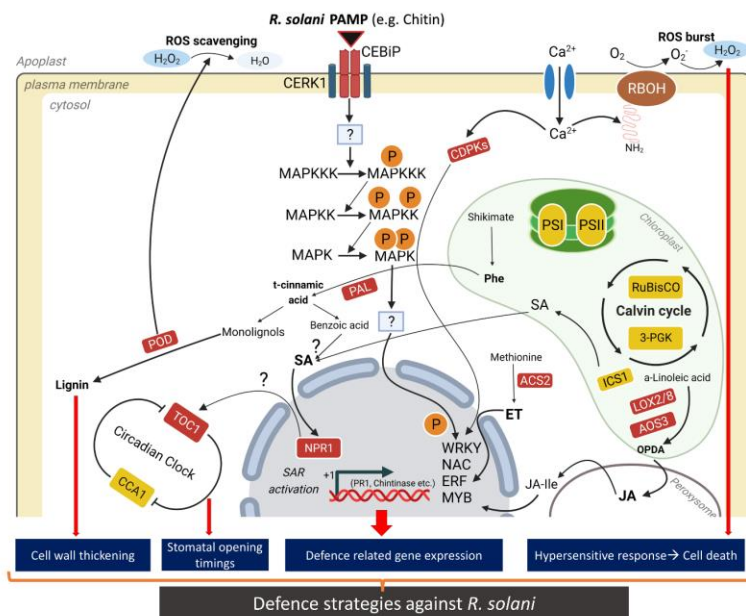 R. solani PAMP (e.g. Chitin)
ROS scavenging
H₂O₂
H₂O
CEBiP
CERK1
Apoplast
plasma membrane
cytosol
Ca²⁺
O₂
O₂⁻
ROS burst
H₂O₂
RBOH
Ca²⁺
NH₂
CDPKs
?
MAPKKK
P
MAPKKK
MAPKK
P
P
MAPKK
MAPK
P
P
MAPK
?
Shikimate
Phe
PSI
PSII
Chloroplast
RuBisCO
Calvin cycle
3-PGK
SA
ICS1
a-Linoleic acid
LOX2/8
AOS3
OPDA
PAL
t-cinnamic
acid
Monolignols
Benzoic acid
POD
Lignin
?
SA
?
Methionine
ACS2
ET
TOC1
Circadian Clock
CCA1
NPR1
SAR
activation
+1
(PR1, Chintinase etc.)
P
WRKY
NAC
ERF
MYB
JA-Ile
JA
Peroxysome
Cell wall thickening
Stomatal opening
timings
Defence related gene expression
Hypersensitive response→ Cell death
Defence strategies against R. solani